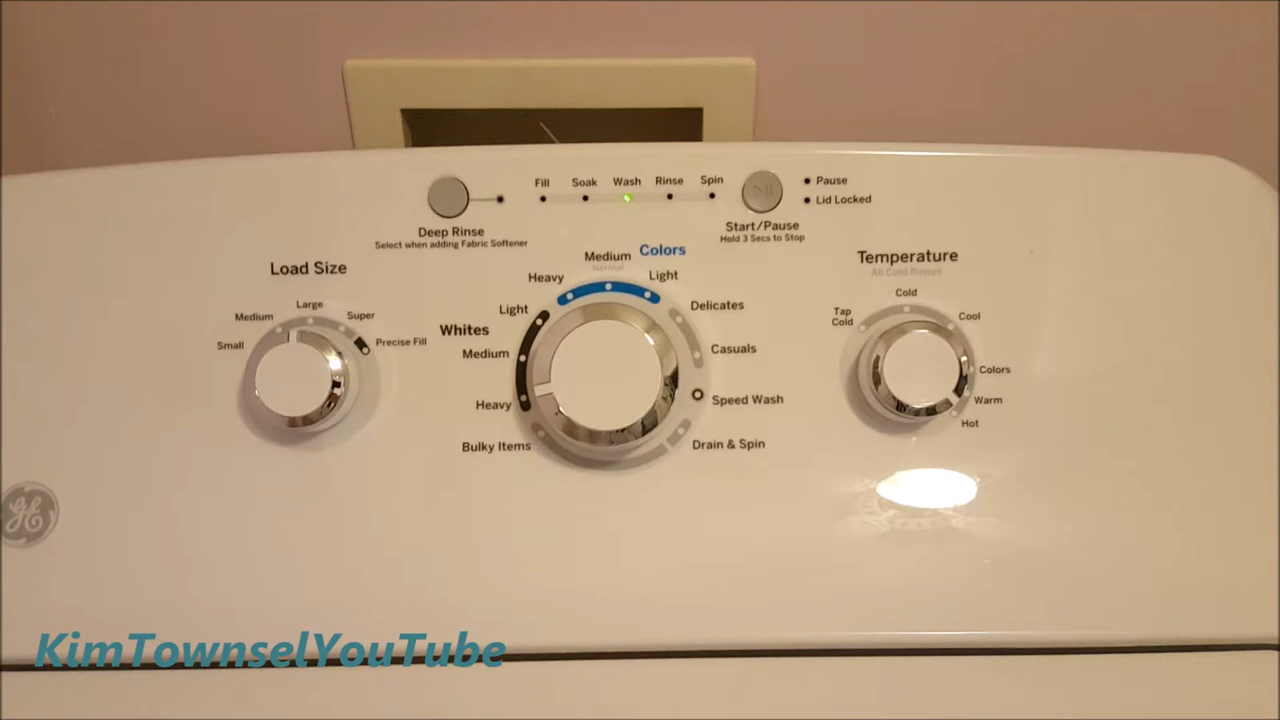 Fill Soak Wash Rinse Spin
Pause
Lid Locked
Deep Rinse
Select when adding Fabric Softener
Start/Pause
Hold 3 Secs to Stop
Load Size
Small
Medium
Large
Super
Precise Fill
Colors
Heavy
Medium
Normal
Light
Whites
Light
Medium
Heavy
Bulky Items
Delicates
Casuals
Speed Wash
Drain & Spin
Temperature
All Cold Rinses
Tap
Cold
Cold
Cool
Colors
Warm
Hot
GE
KimTownselYouTube